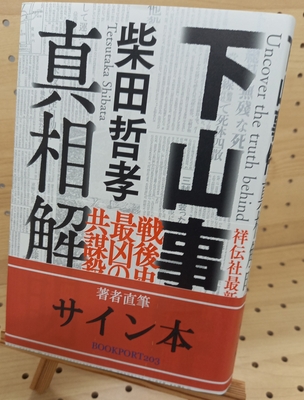 下山事
真相解
柴田哲孝
Tetsutaka Shibata
Uncover the truth behind
戦後史
最凶の
共謀
祥伝社最新
著者直筆
サイン本
BOOKPORT203